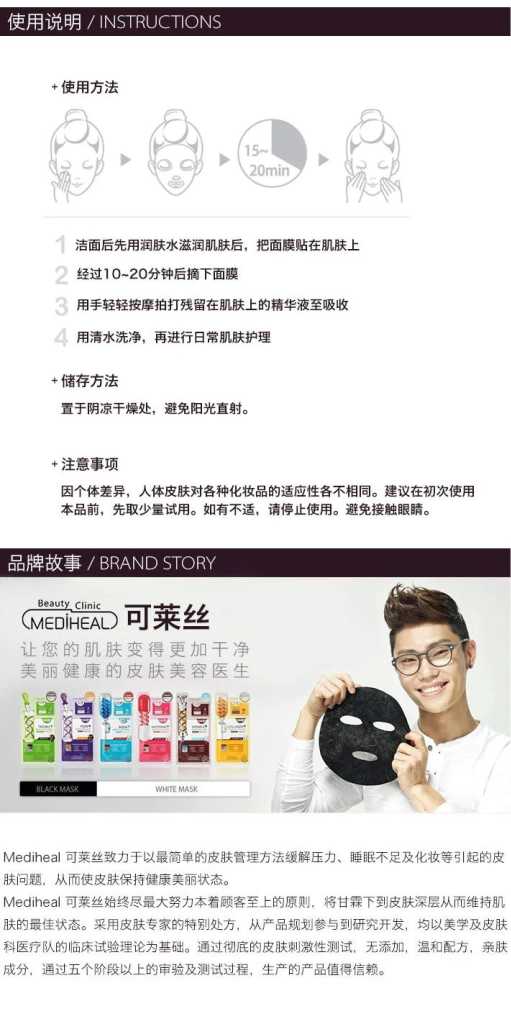 使用说明 / INSTRUCTIONS
+ 使用方法
15~
20min
1 洁面后先用润肤水滋润肌肤后，把面膜贴在肌肤上
2 经过10~20分钟后摘下面膜
3 用手轻轻按摩拍打残留在肌肤上的精华液至吸收
4 用清水洗净，再进行日常肌肤护理
+ 储存方法
置于阴凉干燥处，避免阳光直射。
+ 注意事项
因个体差异，人体皮肤对各种化妆品的适应性各不相同。建议在初次使用
本品前，先取少量试用。如有不适，请停止使用。避免接触眼睛。
品牌故事 / BRAND STORY
Beauty Clinic
MEDIHEAL 可莱丝
让您的肌肤变得更加干净
美丽健康的皮肤美容医生
BLACK MASK
WHITE MASK
Mediheal 可莱丝致力于以最简单的皮肤管理方法缓解压力、睡眠不足及化妆等引起的皮
肤问题，从而使皮肤保持健康美丽状态。
Mediheal 可莱丝始终尽最大努力本着顾客至上的原则，将甘霖下到皮肤深层从而维持肌
肤的最佳状态。采用皮肤专家的特别处方，从产品规划参与到研究开发，均以美学及皮肤
科医疗队的临床试验理论为基础。通过彻底的皮肤刺激性测试，无添加，温和配方，亲肤
成分，通过五个阶段以上的审验及测试过程，生产的产品值得信赖。